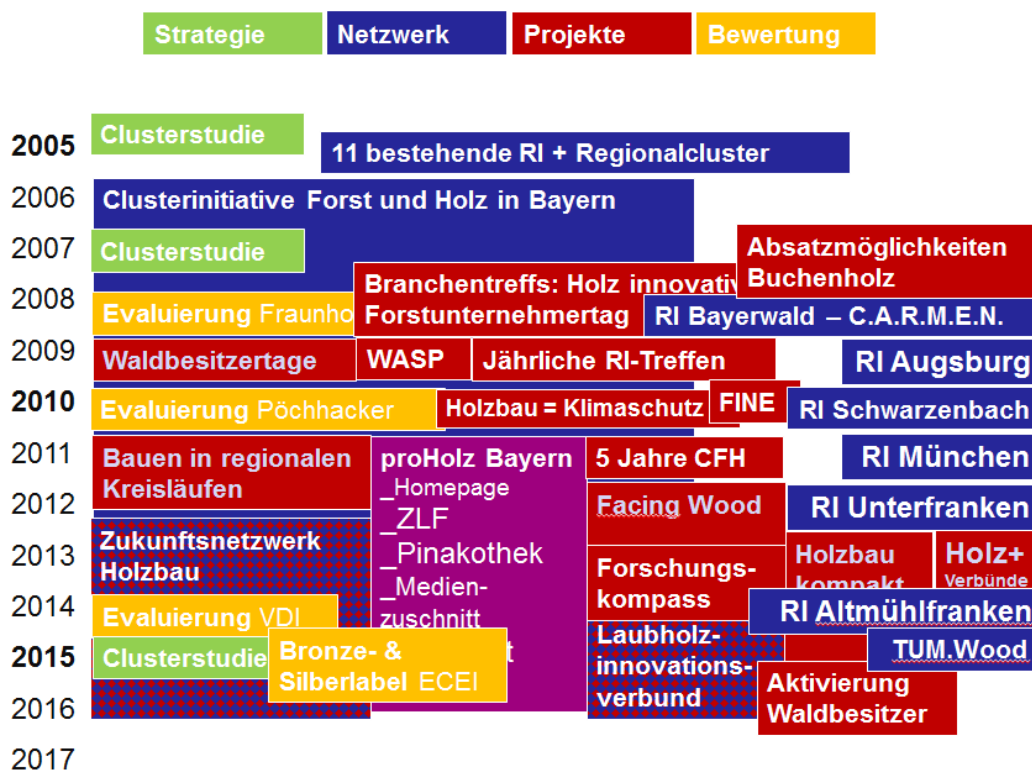 Strategie
Netzwerk
Projekte
Bewertung
2005
Clusterstudie
11 bestehende RI + Regionalcluster
2006
Clusterinitiative Forst und Holz in Bayern
2007
Clusterstudie
Absatzmöglichkeiten
Buchenholz
2008
Evaluierung Fraunho
Branchentreffs: Holz innovativ
Forstunternehmertag
RI Bayerwald – C.A.R.M.E.N.
2009
Waldbesitzertage
WASP
Jährliche RI-Treffen
RI Augsburg
2010
Evaluierung Pöchhacker
Holzbau = Klimaschutz
FINE
RI Schwarzenbach
2011
Bauen in regionalen
Kreisläufen
proHolz Bayern
_Homepage
_ZLF
_Pinakothek
_Medien-
zuschnitt
t
5 Jahre CFH
RI München
2012
Facing Wood
RI Unterfranken
2013
Zukunftsnetzwerk
Holzbau
Forschungs-
kompass
Holzbau
kompakt
Holz+
Verbünde
2014
Evaluierung VDI
RI Altmühlfranken
2015
Clusterstudie
Bronze- &
Silberlabel ECEI
Laubholz-
innovations-
verbund
TUM.Wood
2016
Aktivierung
Waldbesitzer
2017